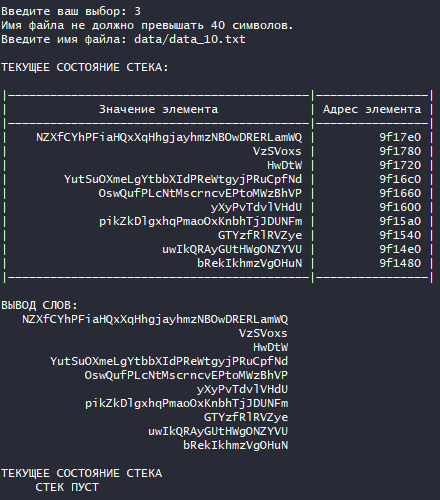 Введите ваш выбор: 3
Имя файла не должно превышать 40 символов.
Введите имя файла: data/data_10.txt
ТЕКУЩЕЕ СОСТОЯНИЕ СТЕКА:
|———————————————————————————————————————————|————————————————|
| Значение элемента | Адрес элемента |
|———————————————————————————————————————————|————————————————|
| NZXfCYhPFiaHQxXqHhgjayhmzNBOwDRERLamWQ | 9f17e0 |
| VzSVoxs | 9f1780 |
| HwDtW | 9f1720 |
| YutSuOXmeLgYtbbXIdPReWtgyjPRuCpfNd | 9f16c0 |
| OswQufPLcNtMscrncvEPtoMWzBhVP | 9f1660 |
| yXyPvTdvlVHdU | 9f1600 |
| pikZkDlgxhqPmaoOxKnbhTjJDUNFm | 9f15a0 |
| GTYzfRlRVZye | 9f1540 |
| uwIkQRAyGUtHWgONZYVU | 9f14e0 |
| bRekIkhmzVgOHuN | 9f1480 |
|———————————————————————————————————————————|————————————————|
ВЫВОД СЛОВ:
NZXfCYhPFiaHQxXqHhgjayhmzNBOwDRERLamWQ
VzSVoxs
HwDtW
YutSuOXmeLgYtbbXIdPReWtgyjPRuCpfNd
OswQufPLcNtMscrncvEPtoMWzBhVP
yXyPvTdvlVHdU
pikZkDlgxhqPmaoOxKnbhTjJDUNFm
GTYzfRlRVZye
uwIkQRAyGUtHWgONZYVU
bRekIkhmzVgOHuN
ТЕКУЩЕЕ СОСТОЯНИЕ СТЕКА
СТЕК ПУСТ